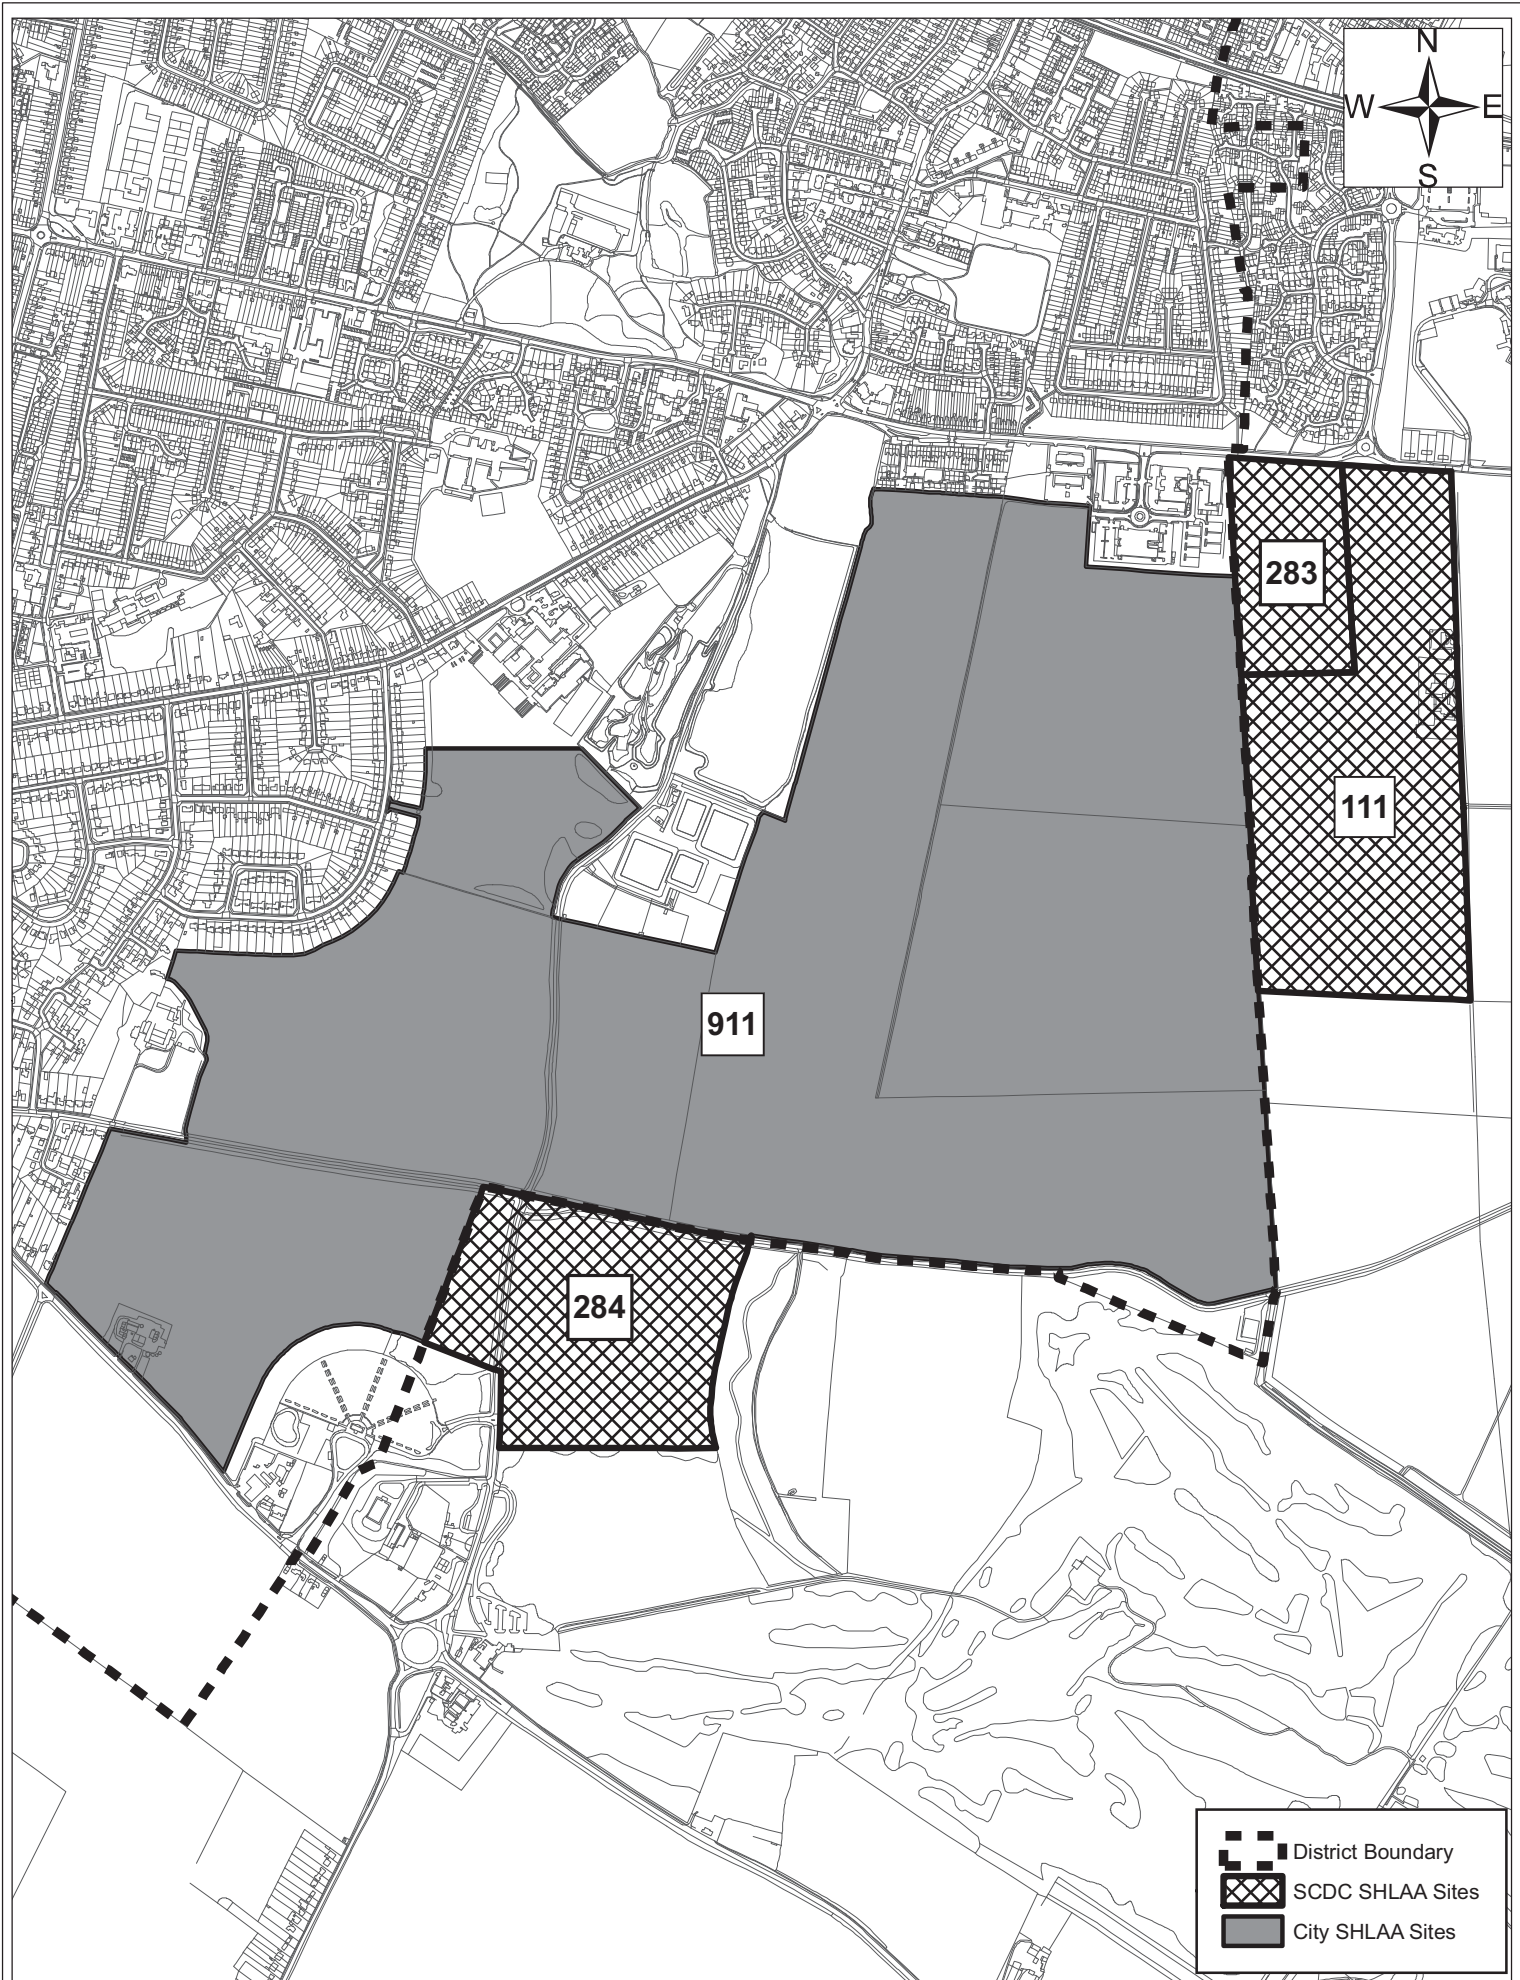 N
W E
S
283
111
911
284
District Boundary
SCDC SHLAA Sites
City SHLAA Sites